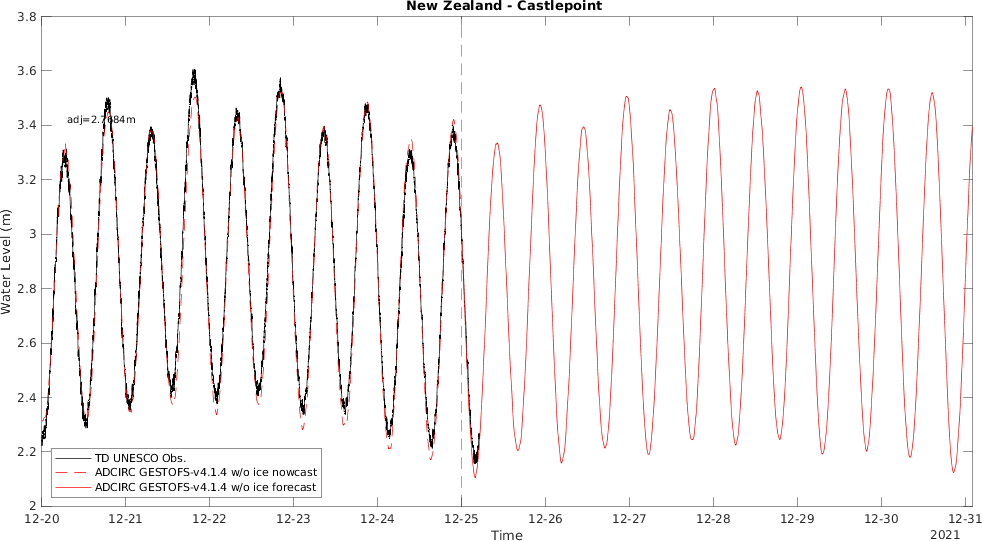 New Zealand - Castlepoint
3.8
3.6
3.4
3.2
3
2.8
2.6
2.4
2.2
2
Water Level (m)
adj=2.7684m
TD UNESCO Obs.
ADCIRC GESTOFS-v4.1.4 w/o ice nowcast
ADCIRC GESTOFS-v4.1.4 w/o ice forecast
12-20 12-21 12-22 12-23 12-24 12-25 12-26 12-27 12-28 12-29 12-30 12-31
Time
2021